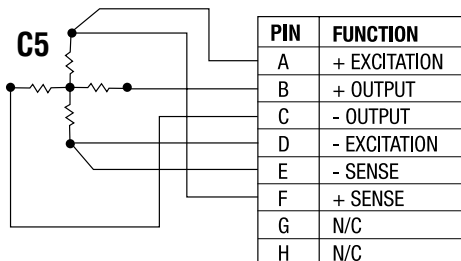 C5
PIN FUNCTION
A + EXCITATION
B + OUTPUT
C - OUTPUT
D - EXCITATION
E - SENSE
F + SENSE
G N/C
H N/C